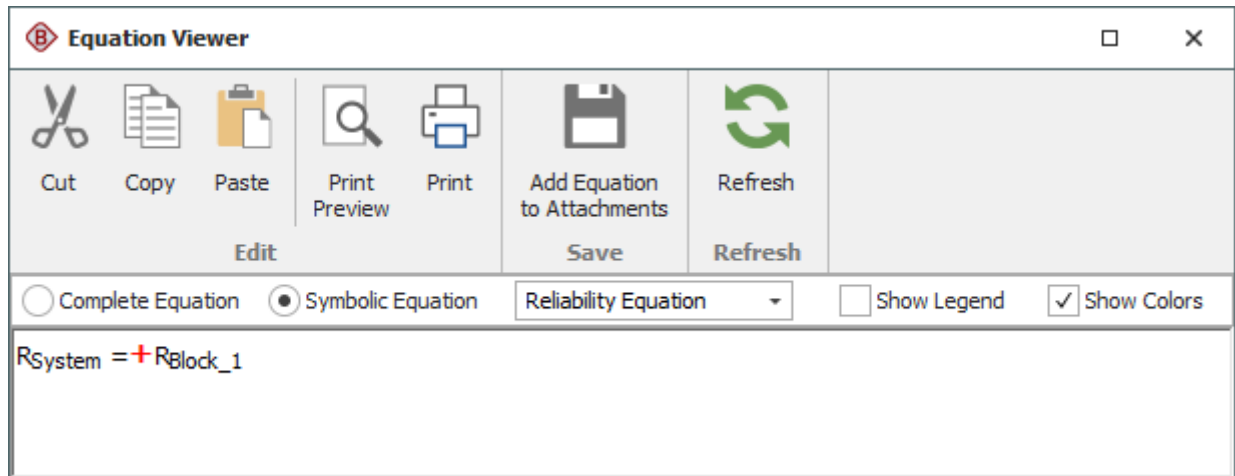 B Equation Viewer
Cut Copy Paste Print Preview Print Add Equation to Attachments Refresh
Edit Save Refresh
Complete Equation Symbolic Equation Reliability Equation Show Legend Show Colors
RSystem =+RBlock_1